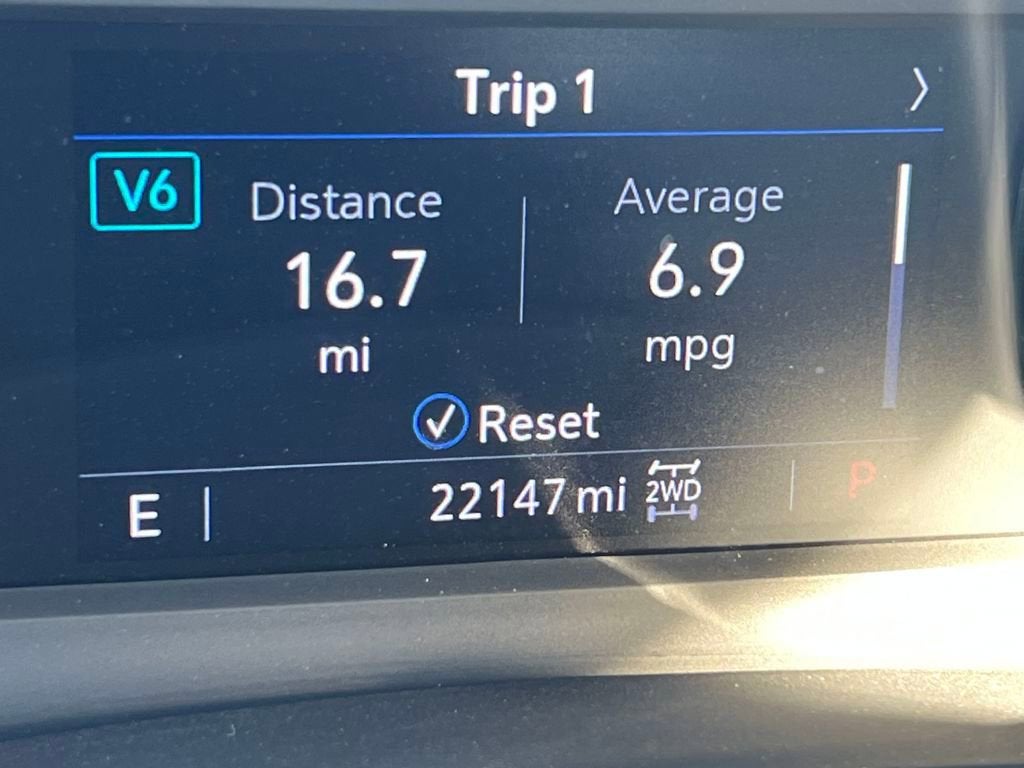 Trip 1
V6 Distance Average
16.7 6.9
mi mpg
Reset
E 22147 mi 2WD P